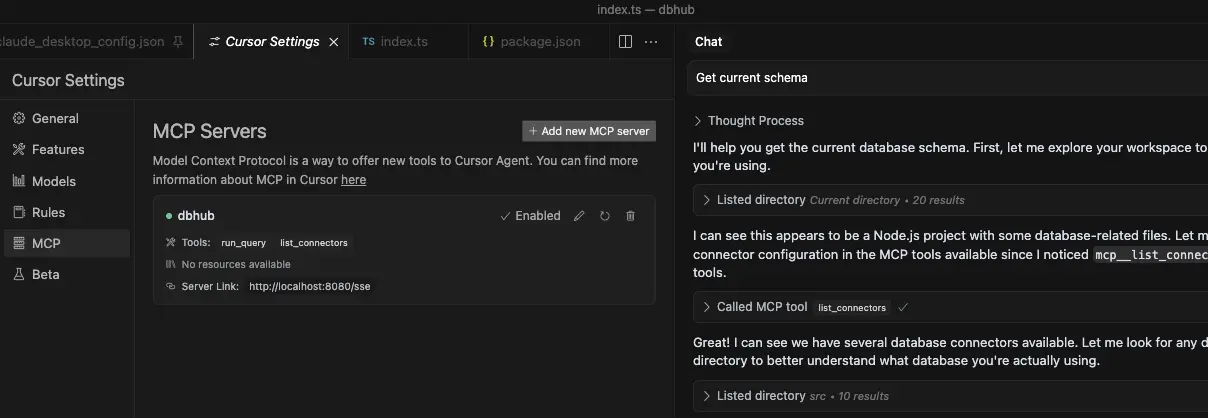 index.ts — dbhub
claude_desktop_config.json
Cursor Settings
TS index.ts
{} package.json
Cursor Settings
General
Features
Models
Rules
MCP
Beta
MCP Servers
+ Add new MCP server
Model Context Protocol is a way to offer new tools to Cursor Agent. You can find more
information about MCP in Cursor here
dbhub
Enabled
Tools: run_query list_connectors
No resources available
Server Link: http://localhost:8080/sse
Chat
Get current schema
Thought Process
I'll help you get the current database schema. First, let me explore your workspace to
you're using.
Listed directory Current directory • 20 results
I can see this appears to be a Node.js project with some database-related files. Let m
connector configuration in the MCP tools available since I noticed mcp__list_connec
tools.
Called MCP tool list_connectors
Great! I can see we have several database connectors available. Let me look for any d
directory to better understand what database you're actually using.
Listed directory src • 10 results